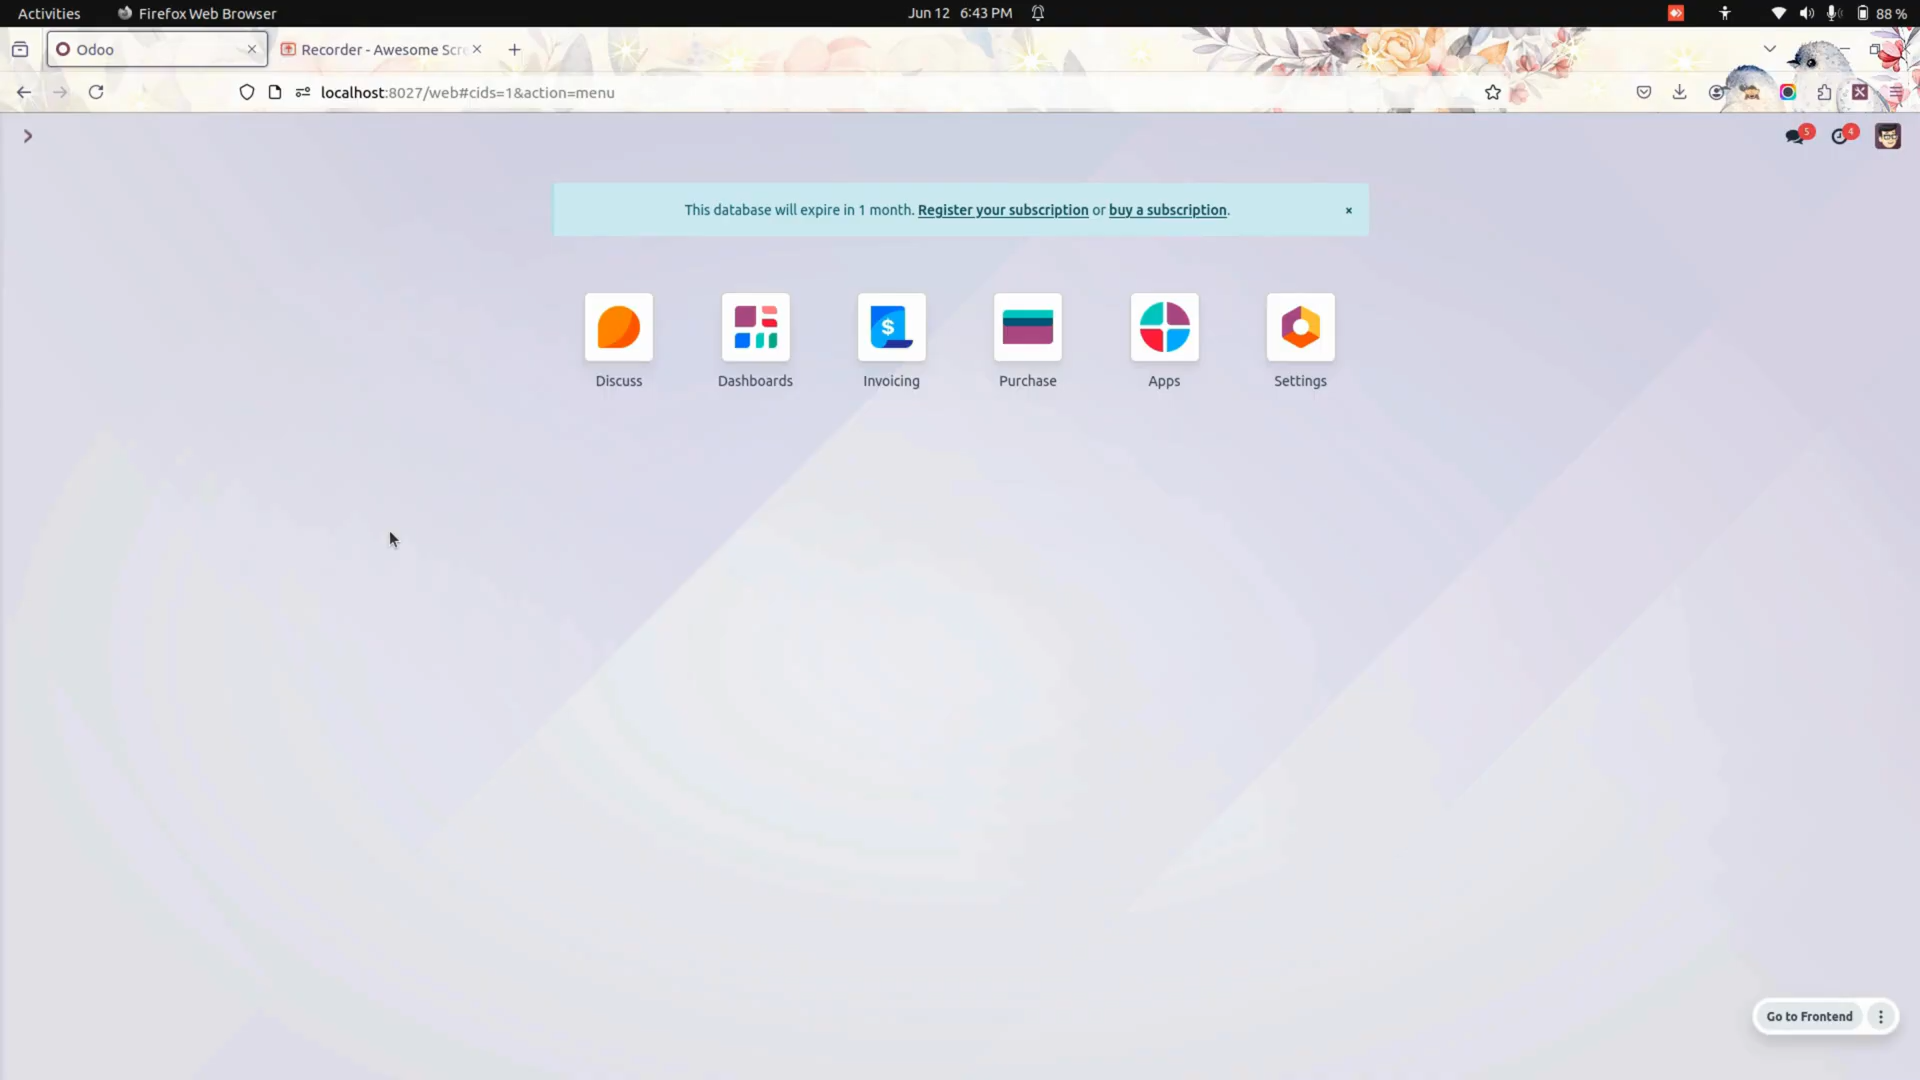 Activities Firefox Web Browser Jun 12 6:43 PM 88 %
Odoo Recorder - Awesome Scre
localhost:8027/web#cids=1&action=menu
5 4
This database will expire in 1 month. Register your subscription or buy a subscription.
Discuss Dashboards Invoicing Purchase Apps Settings
Go to Frontend